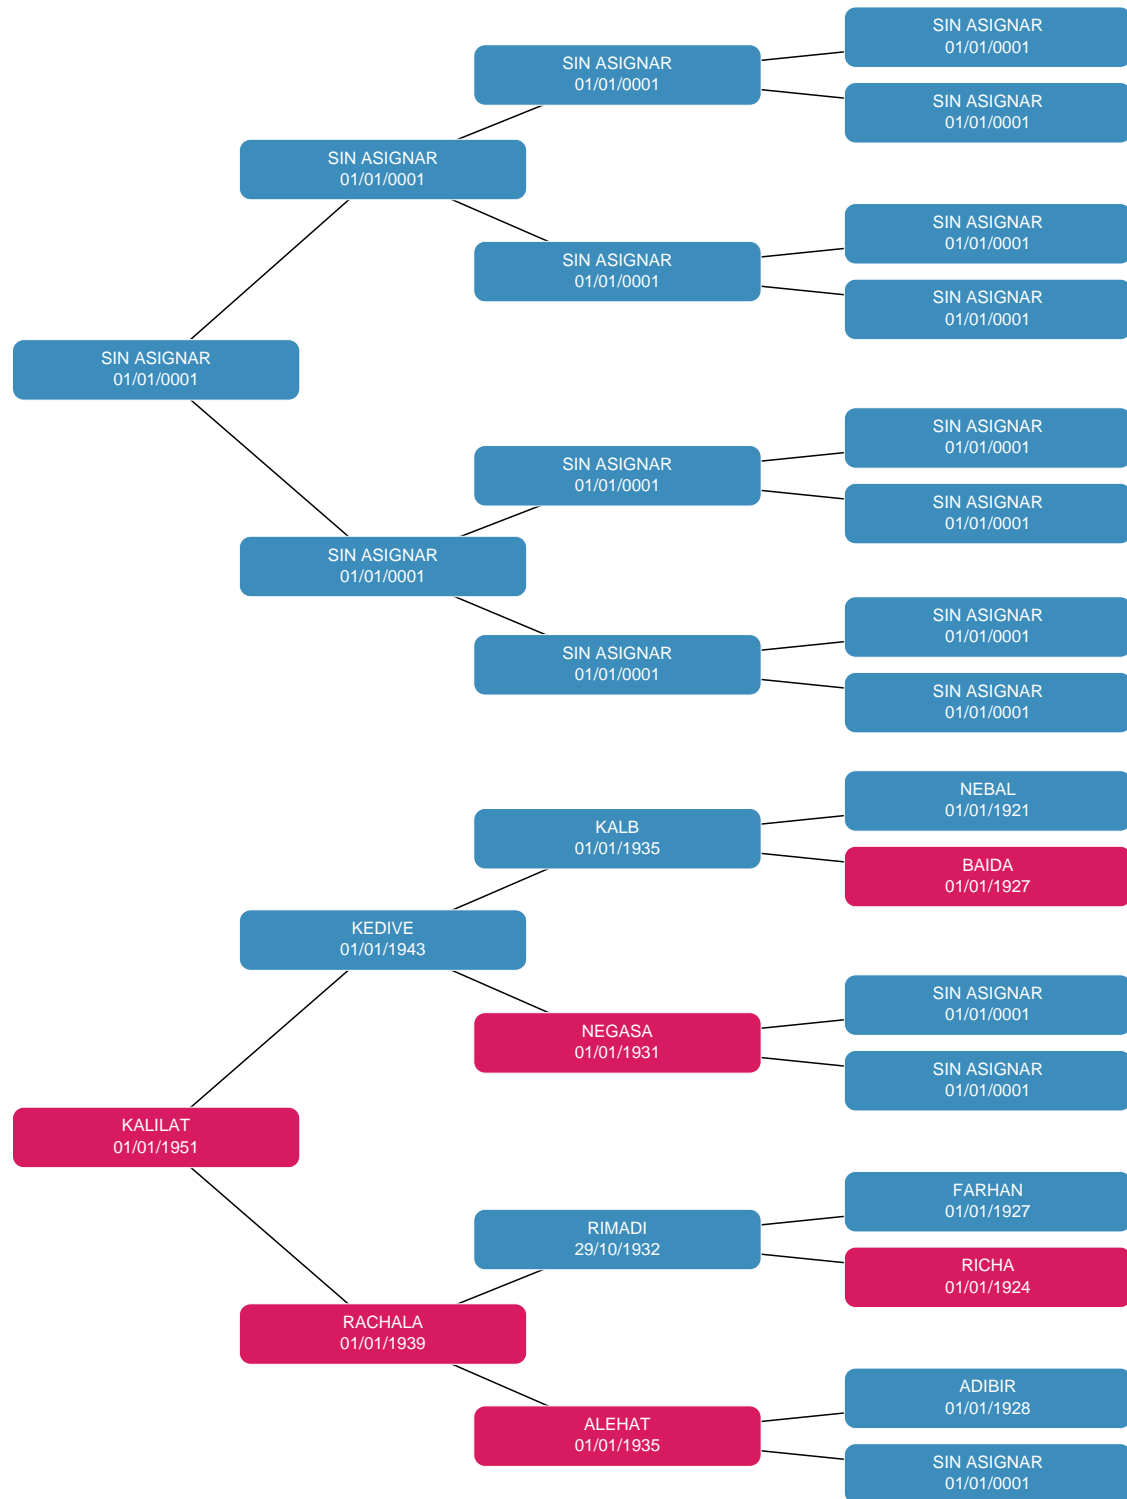 SIN ASIGNAR
01/01/0001
SIN ASIGNAR
01/01/0001
SIN ASIGNAR
01/01/0001
SIN ASIGNAR
01/01/0001
SIN ASIGNAR
01/01/0001
SIN ASIGNAR
01/01/0001
SIN ASIGNAR
01/01/0001
SIN ASIGNAR
01/01/0001
SIN ASIGNAR
01/01/0001
SIN ASIGNAR
01/01/0001
SIN ASIGNAR
01/01/0001
SIN ASIGNAR
01/01/0001
SIN ASIGNAR
01/01/0001
SIN ASIGNAR
01/01/0001
SIN ASIGNAR
01/01/0001
NEBAL
01/01/1921
KALB
01/01/1935
BAIDA
01/01/1927
KEDIVE
01/01/1943
SIN ASIGNAR
01/01/0001
NEGASA
01/01/1931
SIN ASIGNAR
01/01/0001
KALILAT
01/01/1951
FARHAN
01/01/1927
RIMADI
29/10/1932
RICHA
01/01/1924
RACHALA
01/01/1939
ADIBIR
01/01/1928
ALEHAT
01/01/1935
SIN ASIGNAR
01/01/0001